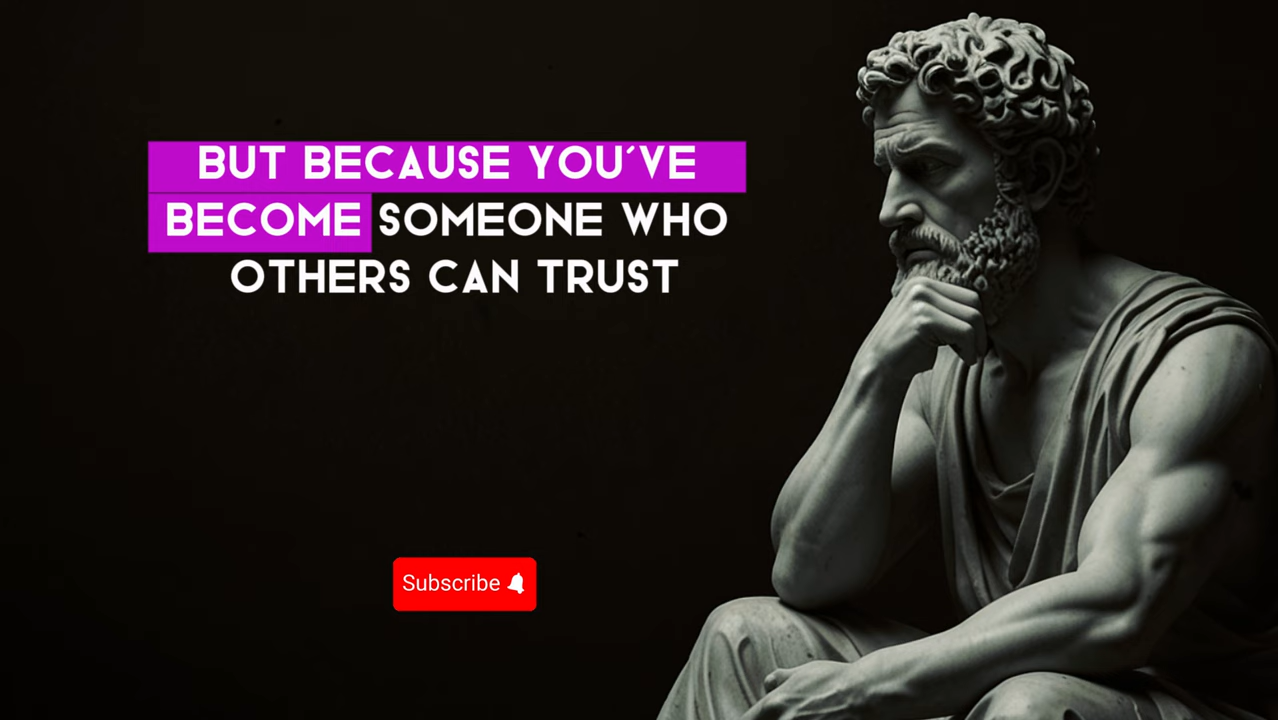 BUT BECAUSE YOU'VE
BECOME SOMEONE WHO
OTHERS CAN TRUST
Subscribe